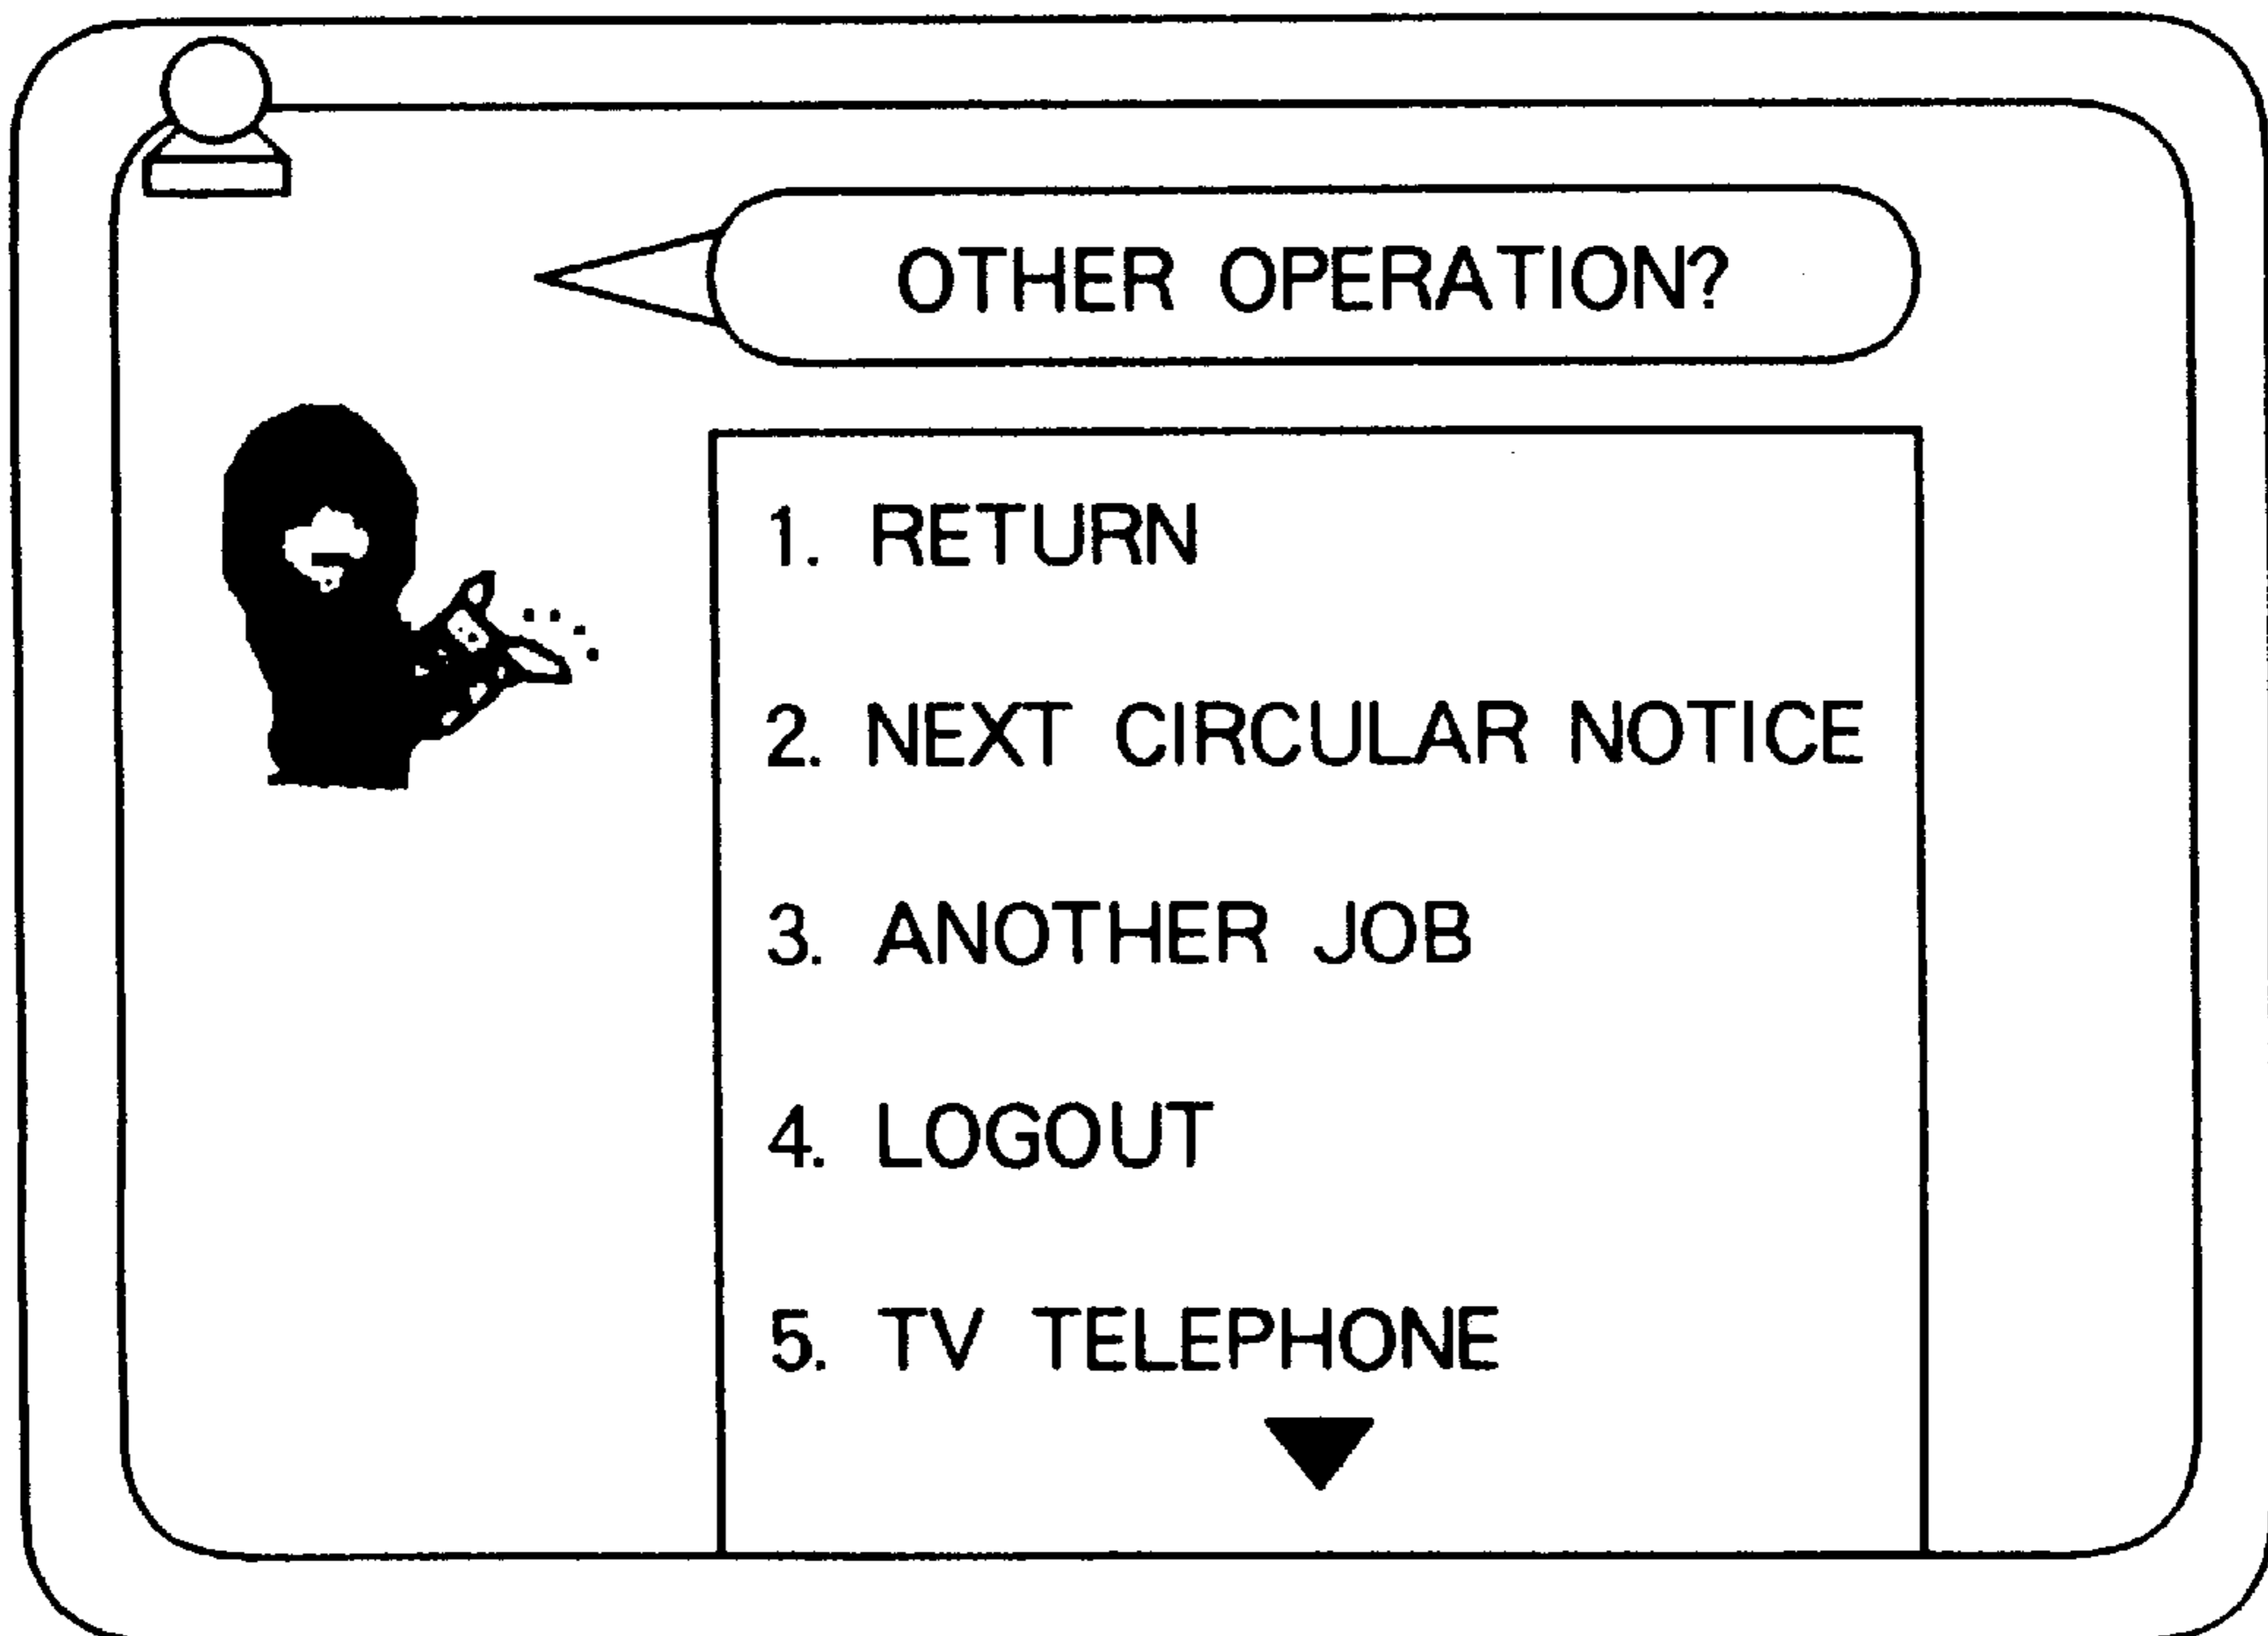 OTHER OPERATION?
1. RETURN
2. NEXT CIRCULAR NOTICE
3. ANOTHER JOB
4. LOGOUT
5. TV TELEPHONE